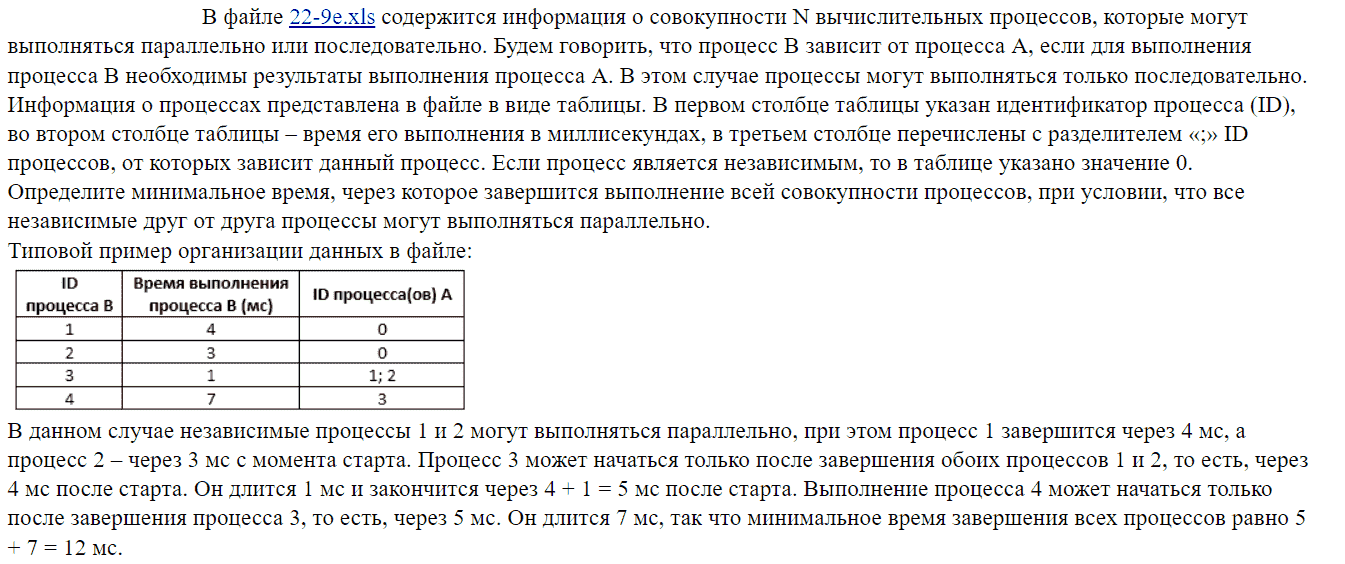 В файле 22-9e.xls содержится информация о совокупности N вычислительных процессов, которые могут
выполняться параллельно или последовательно. Будем говорить, что процесс B зависит от процесса A, если для выполнения
процесса B необходимы результаты выполнения процесса A. В этом случае процессы могут выполняться только последовательно.
Информация о процессах представлена в файле в виде таблицы. В первом столбце таблицы указан идентификатор процесса (ID),
во втором столбце таблицы – время его выполнения в миллисекундах, в третьем столбце перечислены с разделителем «;» ID
процессов, от которых зависит данный процесс. Если процесс является независимым, то в таблице указано значение 0.
Определите минимальное время, через которое завершится выполнение всей совокупности процессов, при условии, что все
независимые друг от друга процессы могут выполняться параллельно.
Типовой пример организации данных в файле:
ID процесса B | Время выполнения процесса B (мс) | ID процесса(ов) A
1 | 4 | 0
2 | 3 | 0
3 | 1 | 1; 2
4 | 7 | 3
В данном случае независимые процессы 1 и 2 могут выполняться параллельно, при этом процесс 1 завершится через 4 мс, а
процесс 2 – через 3 мс с момента старта. Процесс 3 может начаться только после завершения обоих процессов 1 и 2, то есть, через
4 мс после старта. Он длится 1 мс и закончится через 4 + 1 = 5 мс после старта. Выполнение процесса 4 может начаться только
после завершения процесса 3, то есть, через 5 мс. Он длится 7 мс, так что минимальное время завершения всех процессов равно 5
+ 7 = 12 мс.